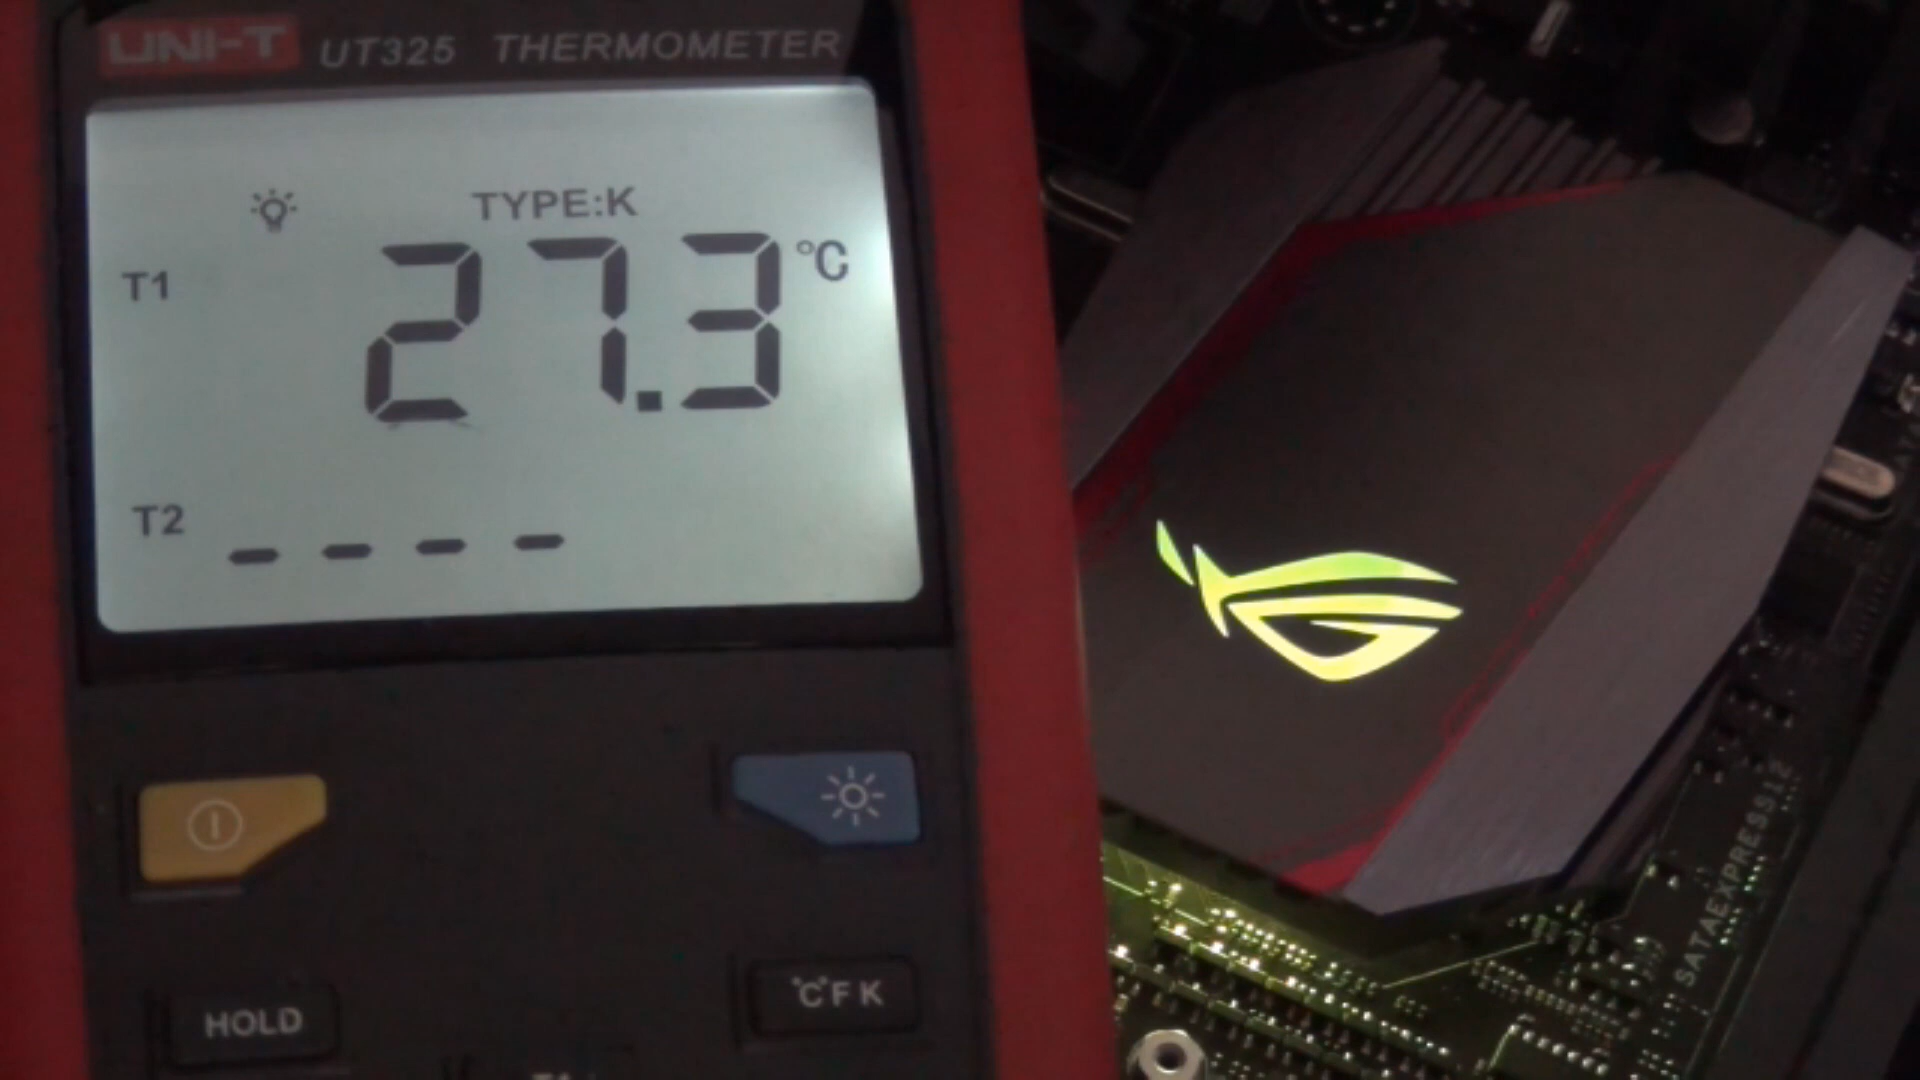 UNI-T UT325 THERMOMETER
TYPE:K
T1 27.3 °C
T2 ----
HOLD
°C°F K
SATAEXPRESS12